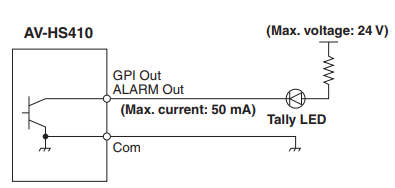 AV-HS410
(Max. voltage: 24 V)
GPI Out
ALARM Out
(Max. current: 50 mA)
Tally LED
Com